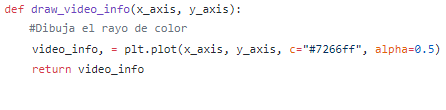 def draw_video_info(x_axis, y_axis):
    #Dibuja el rayo de color
    video_info, = plt.plot(x_axis, y_axis, c="#7266ff", alpha=0.5)
    return video_info